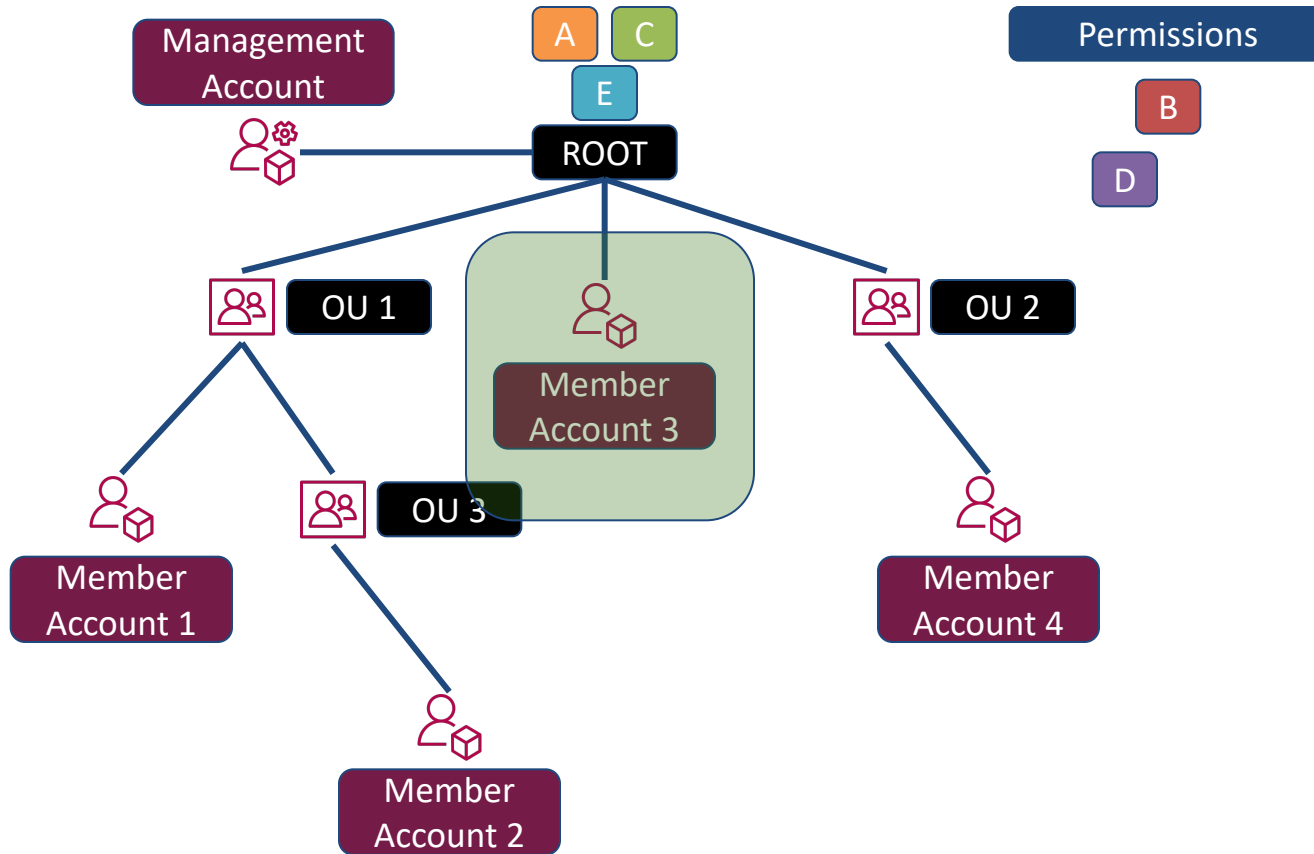 Management
Account
A
C
E
Permissions
B
D
ROOT
OU 1
OU 2
Member
Account 3
OU 3
Member
Account 1
Member
Account 4
Member
Account 2